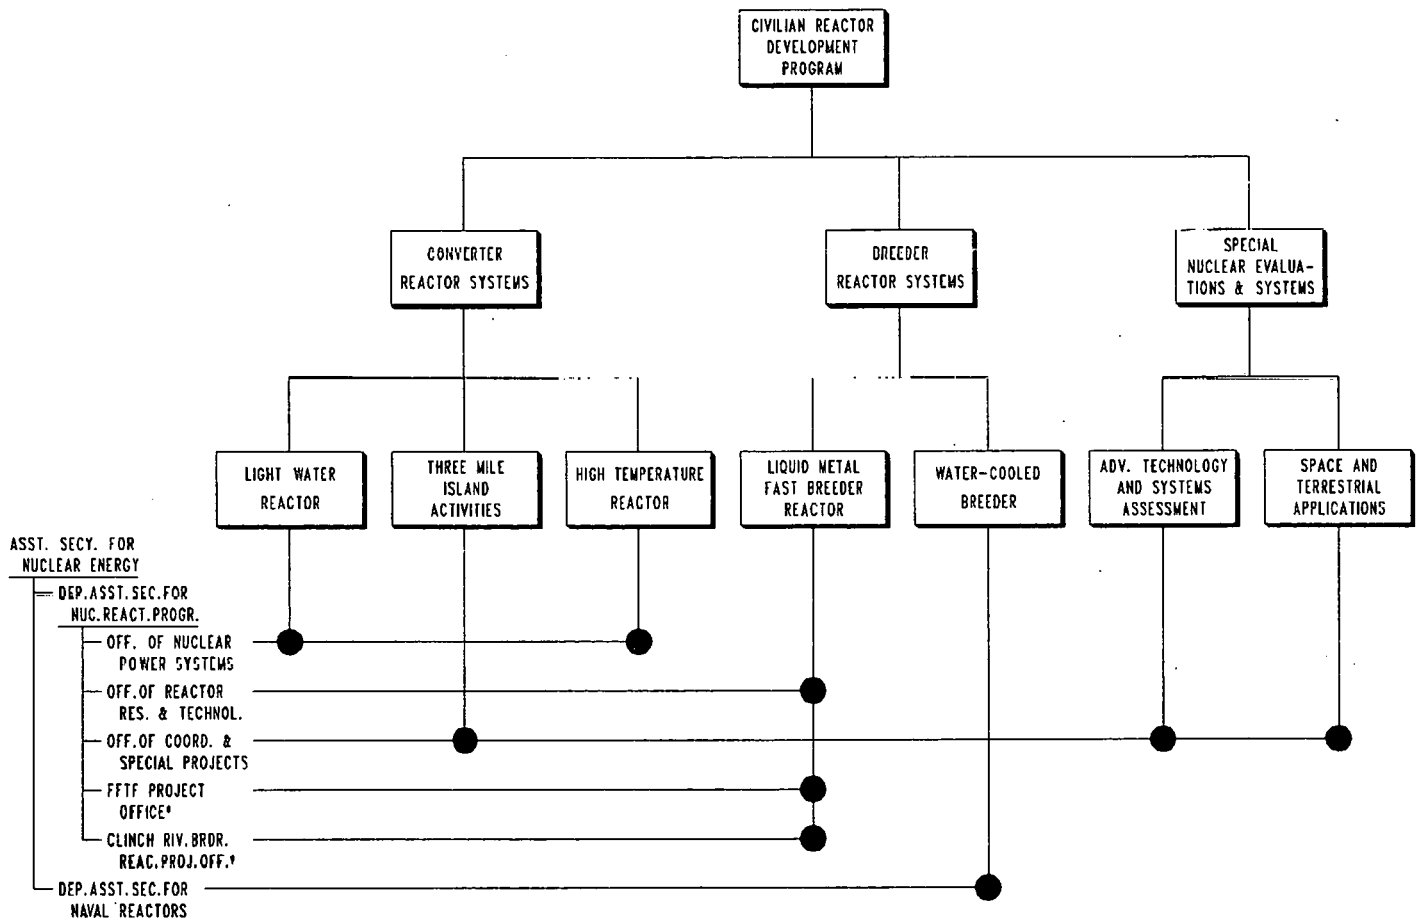 CIVILIAN REACTOR
DEVELOPMENT
PROGRAM
CONVERTER
REACTOR SYSTEMS
BREEDER
REACTOR SYSTEMS
SPECIAL
NUCLEAR EVALUA-
TIONS & SYSTEMS
LIGHT WATER
REACTOR
THREE MILE
ISLAND
ACTIVITIES
HIGH TEMPERATURE
REACTOR
LIQUID METAL
FAST BREEDER
REACTOR
WATER-COOLED
BREEDER
ADV. TECHNOLOGY
AND SYSTEMS
ASSESSMENT
SPACE AND
TERRESTRIAL
APPLICATIONS
ASST. SECY. FOR
NUCLEAR ENERGY
DEP.ASST.SEC.FOR
NUC.REACT.PROGR.
OFF. OF NUCLEAR
POWER SYSTEMS
OFF.OF REACTOR
RES. & TECHNOL.
OFF.OF COORD. &
SPECIAL PROJECTS
FFTF PROJECT
OFFICE*
CLINCH RIV.BRDR.
REAC.PROJ.OFF.†
DEP.ASST.SEC.FOR
NAVAL REACTORS